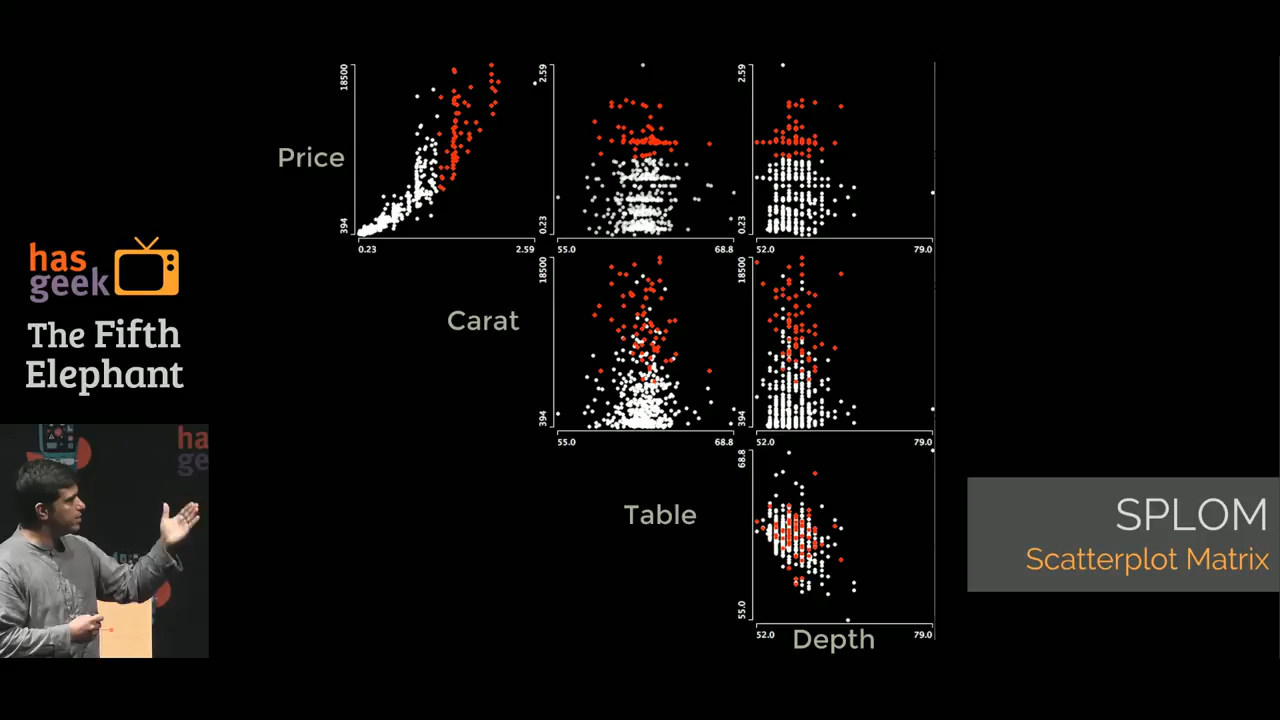 has
geek
The Fifth
Elephant
Price
18500
394
0.23
2.59
2.59
0.23
55.0
68.8
2.59
0.23
52.0
79.0
Carat
18500
394
55.0
68.8
18500
394
52.0
79.0
Table
68.8
55.0
52.0
79.0
Depth
SPLOM
Scatterplot Matrix
has
ge